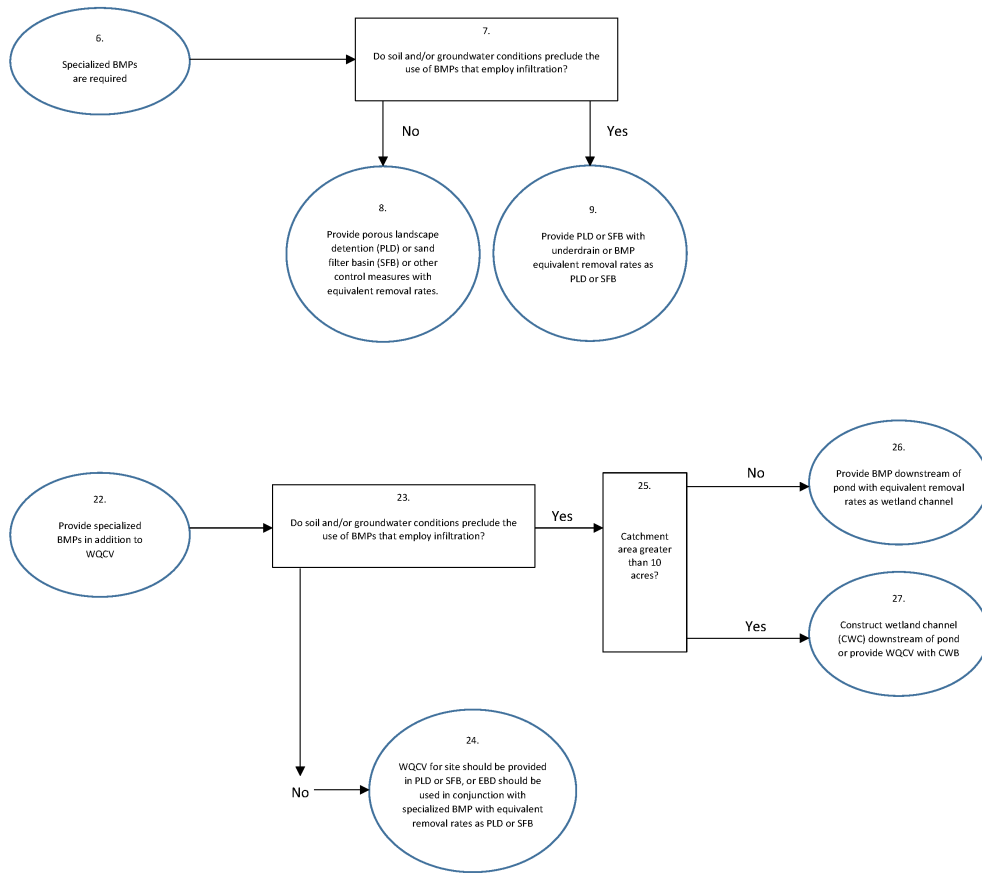 6.
Specialized BMPs
are required
7.
Do soil and/or groundwater conditions preclude the
use of BMPs that employ infiltration?
No
Yes
8.
Provide porous landscape
detention (PLD) or sand
filter basin (SFB) or other
control measures with
equivalent removal rates.
9.
Provide PLD or SFB with
underdrain or BMP
equivalent removal rates as
PLD or SFB
22.
Provide specialized
BMPs in addition to
WQCV
23.
Do soil and/or groundwater conditions preclude the
use of BMPs that employ infiltration?
Yes
25.
Catchment
area greater
than 10
acres?
No
26.
Provide BMP downstream of
pond with equivalent removal
rates as wetland channel
Yes
27.
Construct wetland channel
(CWC) downstream of pond
or provide WQCV with CWB
No
24.
WQCV for site should be provided
in PLD or SFB, or EBD should be
used in conjunction with
specialized BMP with equivalent
removal rates as PLD or SFB